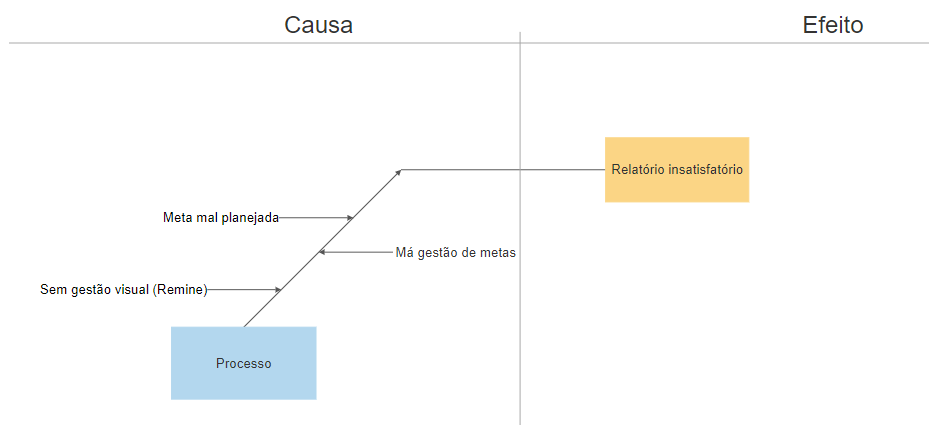 Causa
Efeito
Relatório insatisfatório
Meta mal planejada
Má gestão de metas
Sem gestão visual (Remine)
Processo